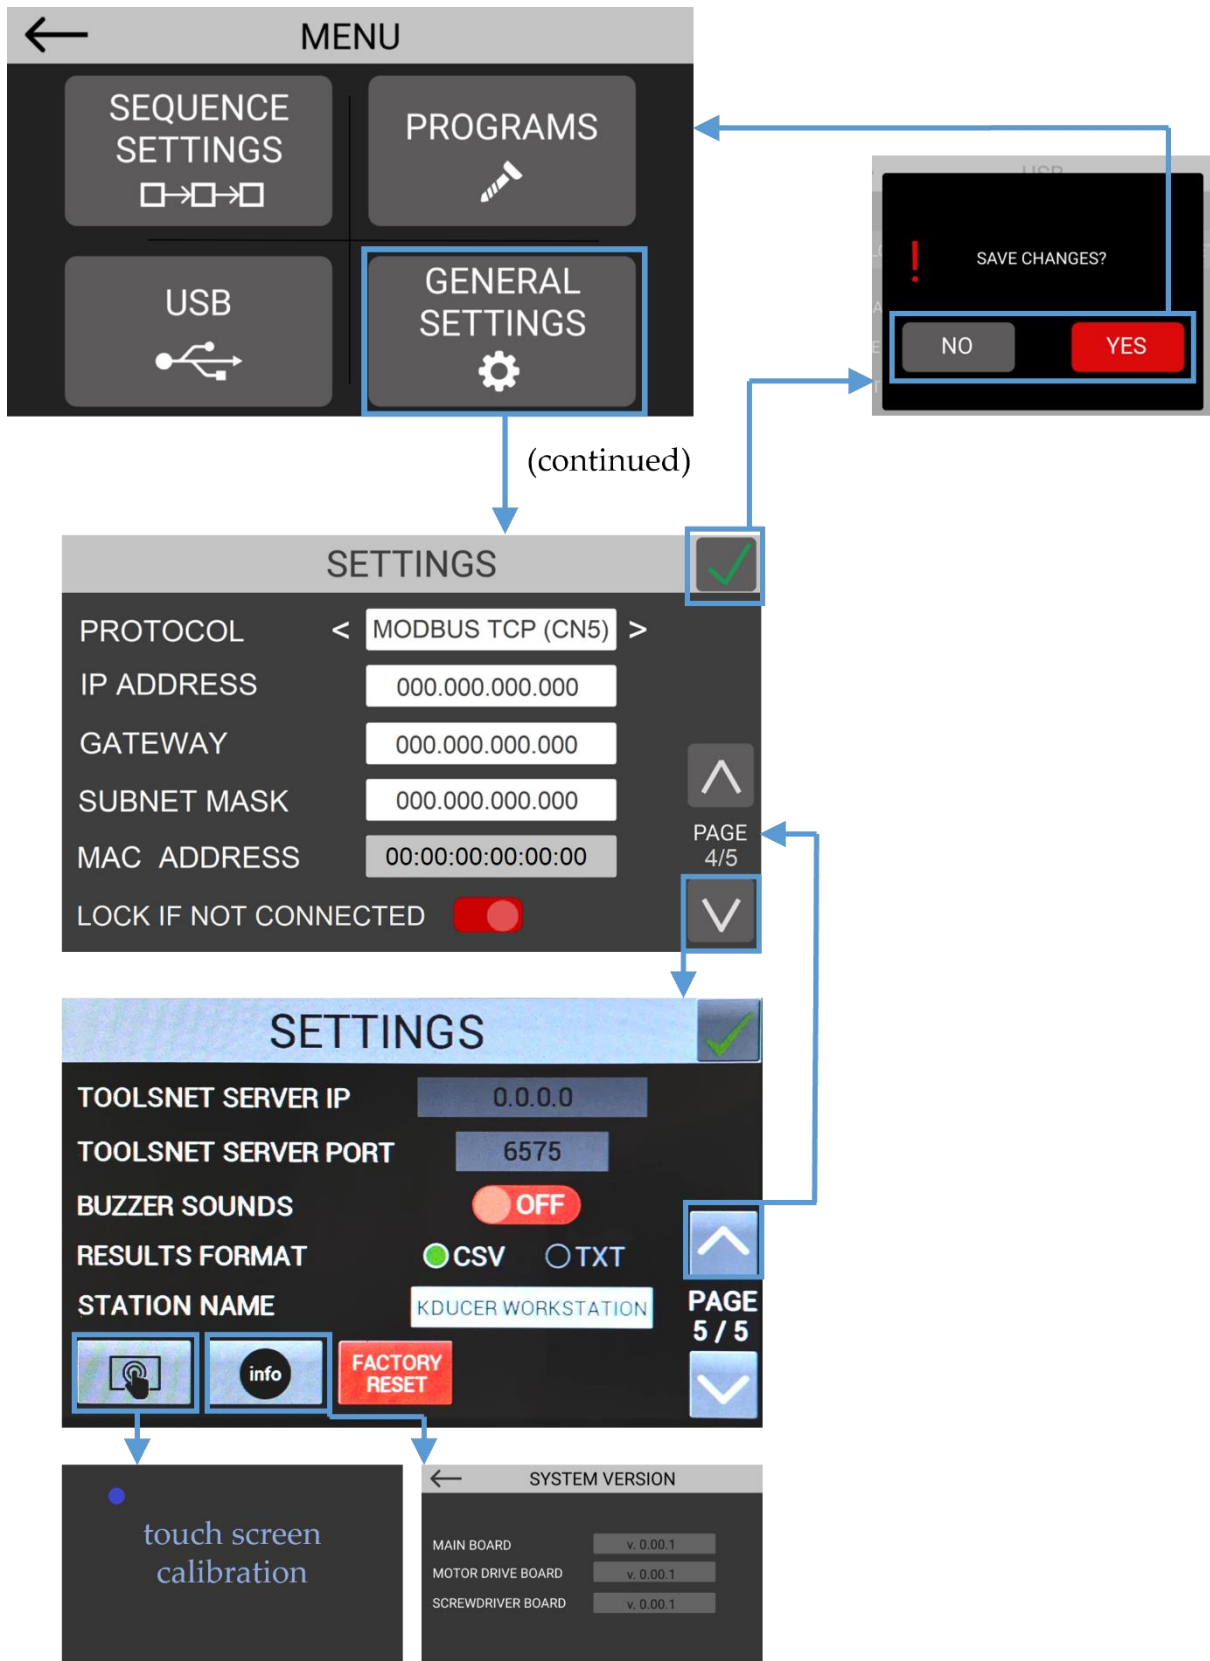 MENU
SEQUENCE
SETTINGS
PROGRAMS
USB
GENERAL
SETTINGS
USB
SAVE CHANGES?
NO
YES
(continued)
SETTINGS
PROTOCOL < MODBUS TCP (CN5) >
IP ADDRESS 000.000.000.000
GATEWAY 000.000.000.000
SUBNET MASK 000.000.000.000
MAC ADDRESS 00:00:00:00:00:00
LOCK IF NOT CONNECTED
PAGE
4/5
SETTINGS
TOOLSNET SERVER IP 0.0.0.0
TOOLSNET SERVER PORT 6575
BUZZER SOUNDS OFF
RESULTS FORMAT CSV TXT
STATION NAME KDUCER WORKSTATION
PAGE
5 / 5
info
FACTORY
RESET
touch screen
calibration
SYSTEM VERSION
MAIN BOARD v. 0.00.1
MOTOR DRIVE BOARD v. 0.00.1
SCREWDRIVER BOARD v. 0.00.1